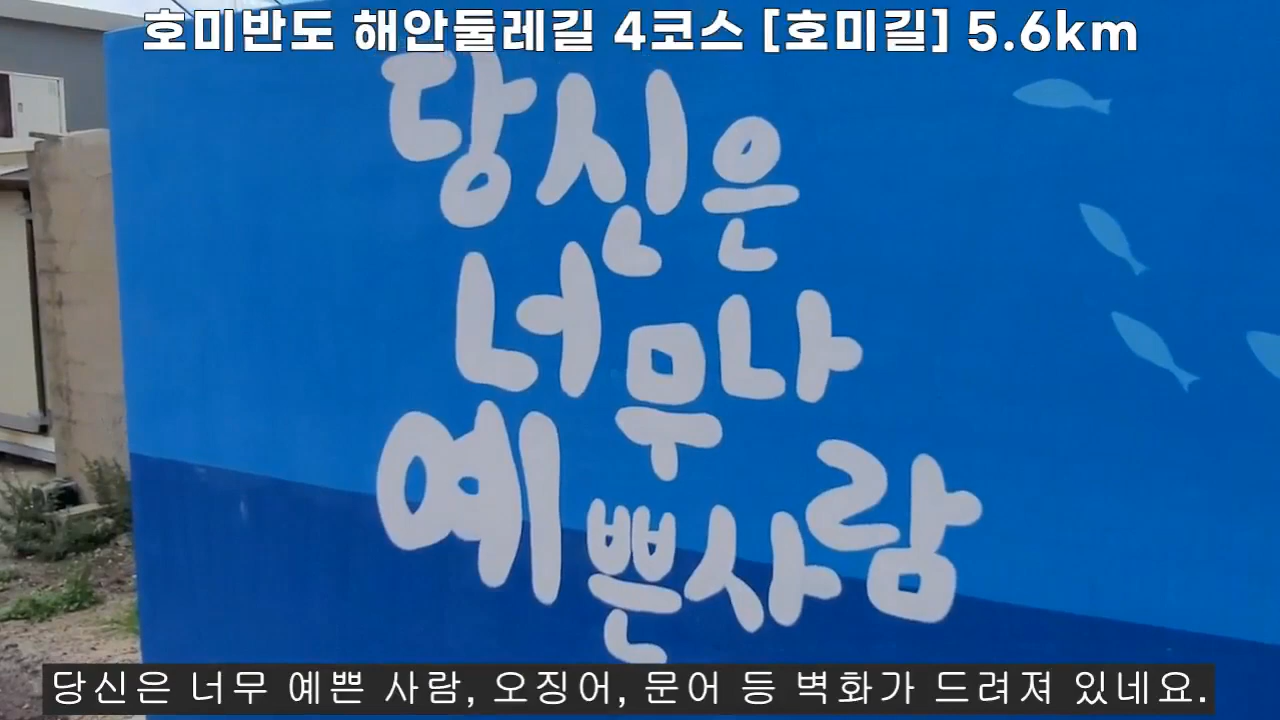 호미반도 해안둘레길 4코스 [호미길] 5.6km
당신은
너무나
예쁜사람
당신은 너무 예쁜 사람, 오징어, 문어 등 벽화가 드려져 있네요.